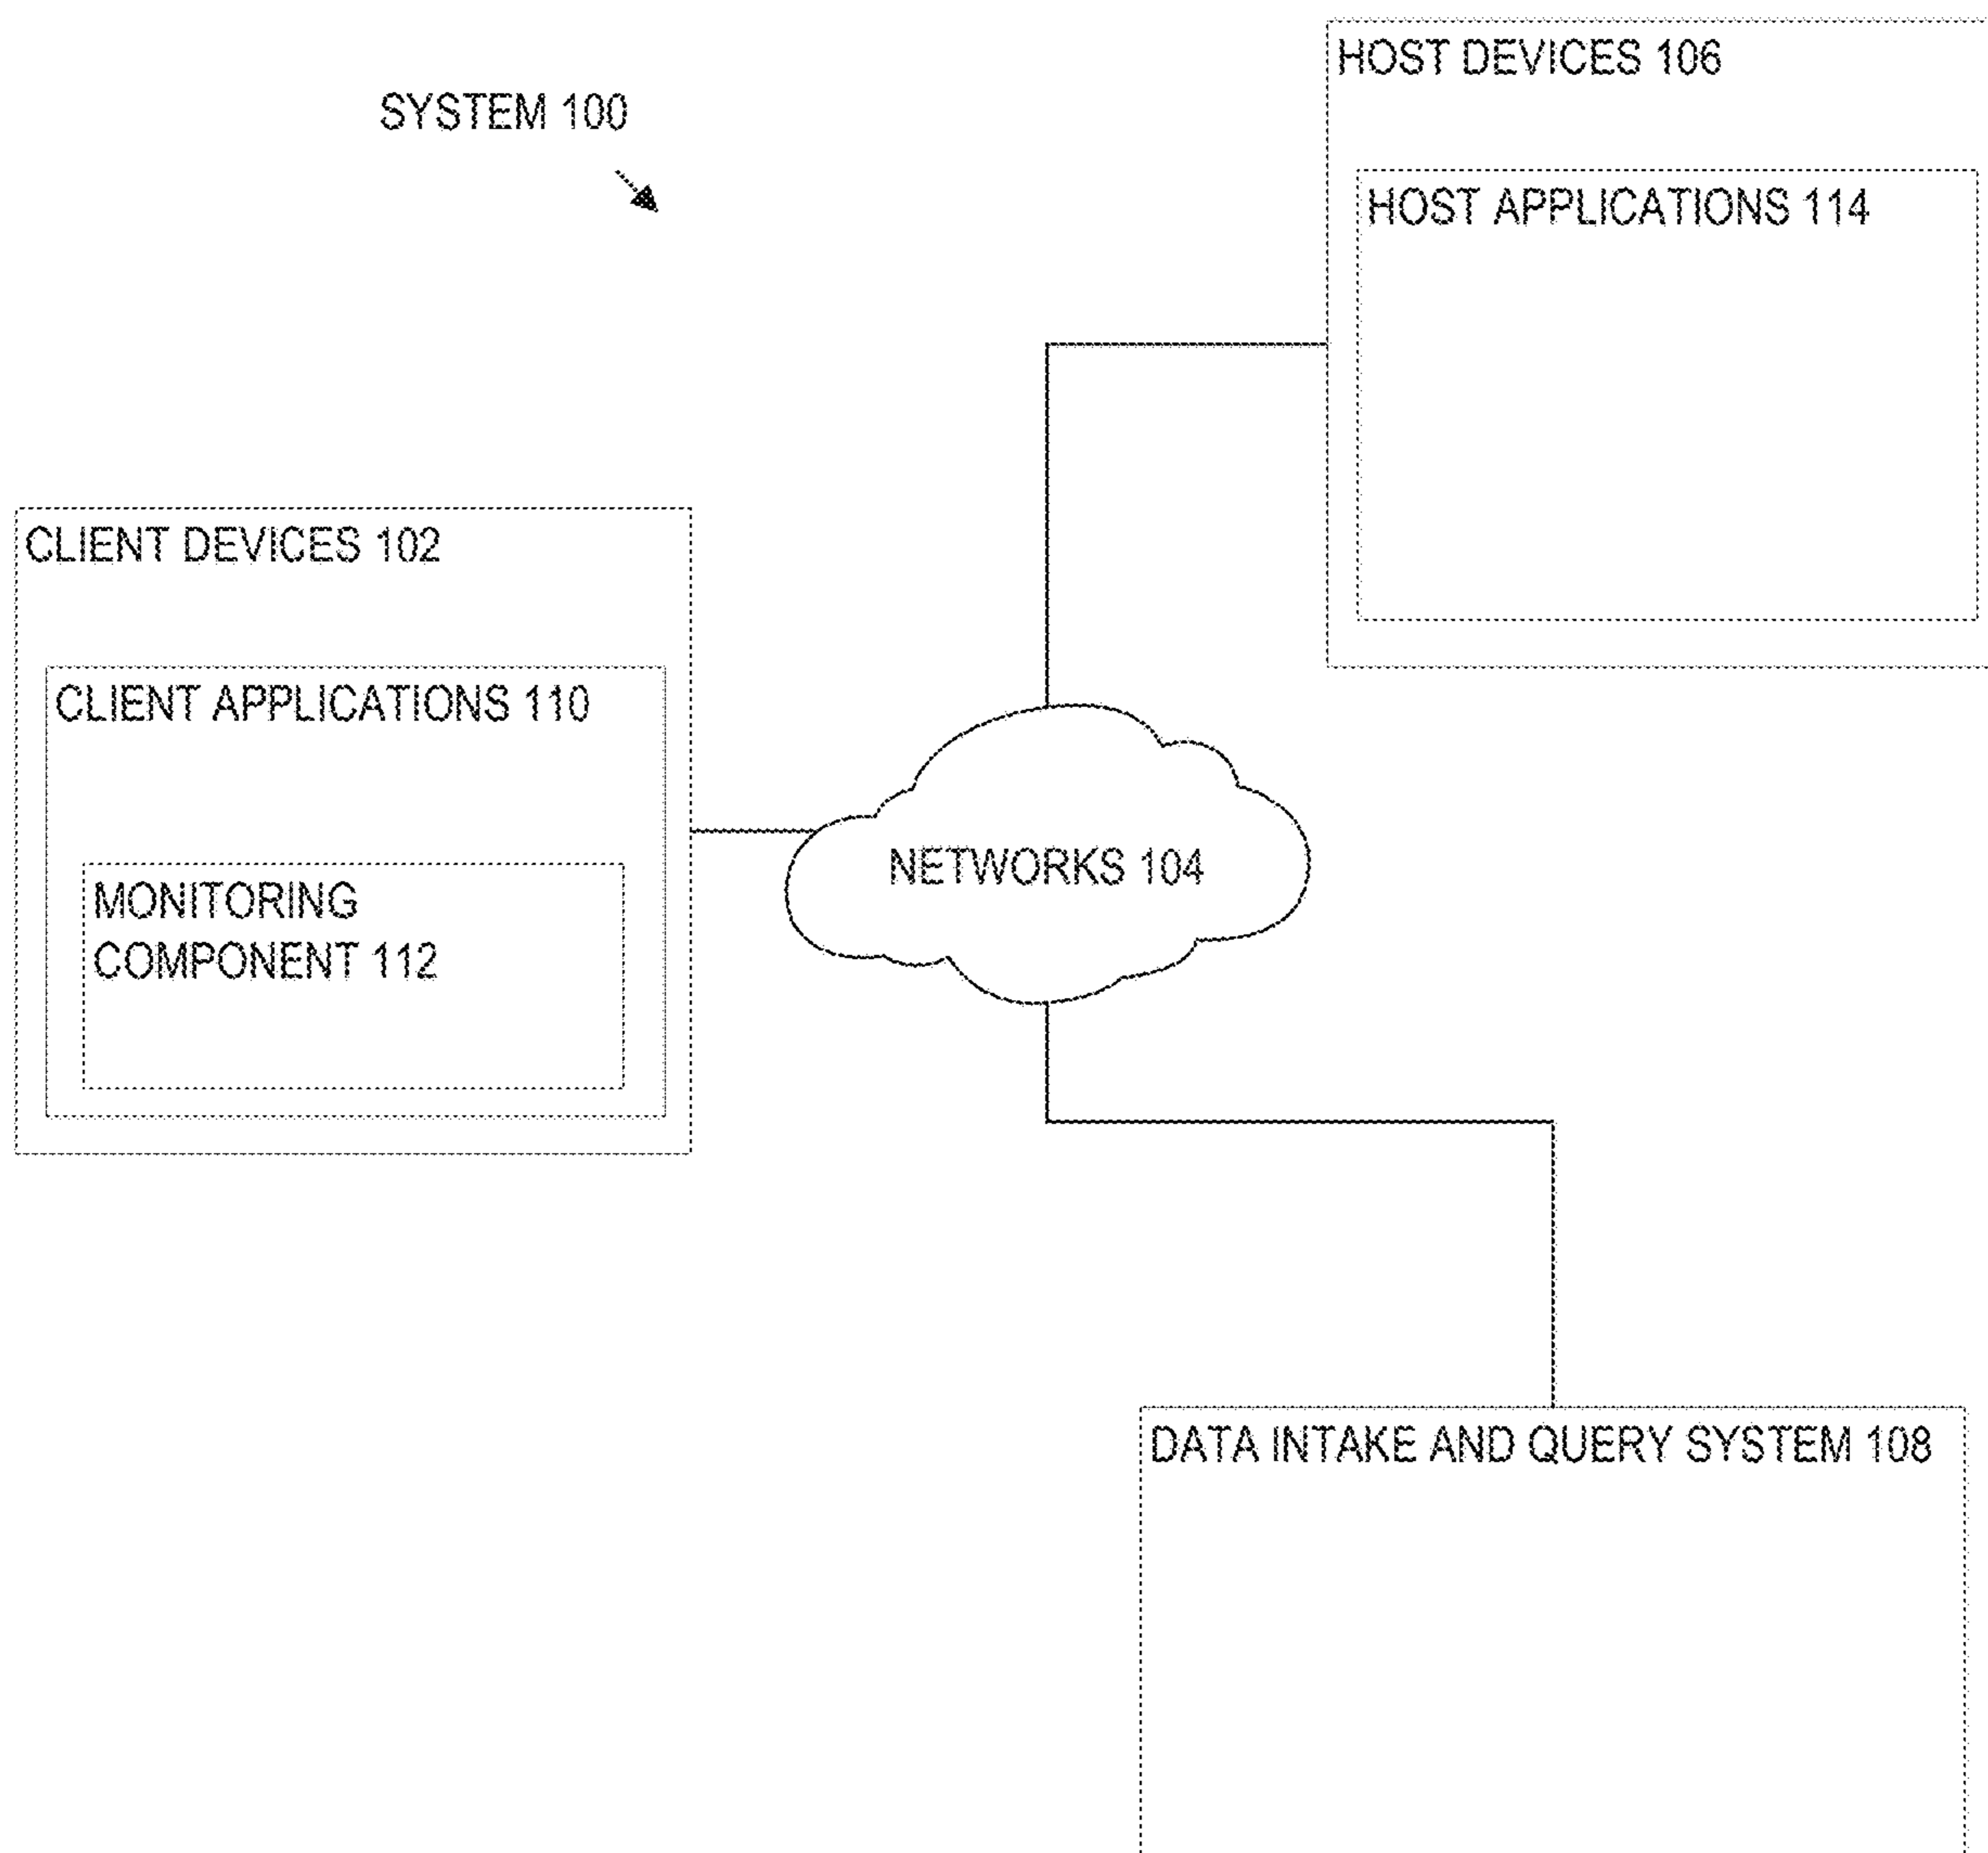 SYSTEM 100
HOST DEVICES 106
HOST APPLICATIONS 114
CLIENT DEVICES 102
CLIENT APPLICATIONS 110
MONITORING
COMPONENT 112
NETWORKS 104
DATA INTAKE AND QUERY SYSTEM 108